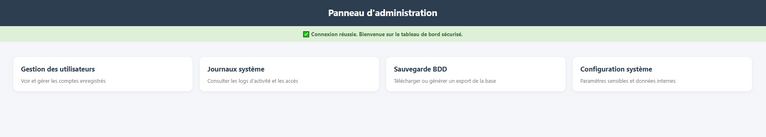 Panneau d'administration
✅ Connexion réussie. Bienvenue sur le tableau de bord sécurisé.
Gestion des utilisateurs
Voir et gérer les comptes enregistrés
Journaux système
Consulter les logs d'activité et les accès
Sauvegarde BDD
Télécharger ou générer un export de la base
Configuration système
Paramètres sensibles et données internes